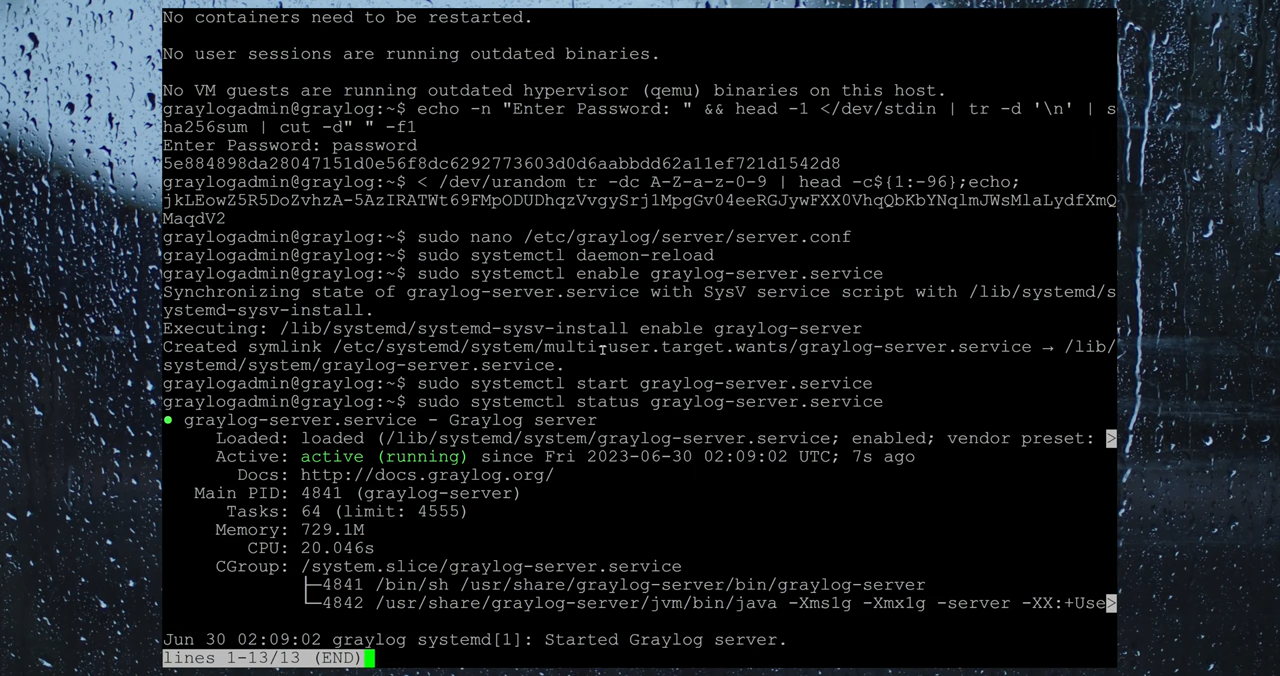 No containers need to be restarted.
No user sessions are running outdated binaries.
No VM guests are running outdated hypervisor (qemu) binaries on this host.
graylogadmin@graylog:~$ echo -n "Enter Password: " && head -1 </dev/stdin | tr -d '\n' | s
ha256sum | cut -d" " -f1
Enter Password: password
5e884898da28047151d0e56f8dc6292773603d0d6aabbdd62a11ef721d1542d8
graylogadmin@graylog:~$ < /dev/urandom tr -dc A-Z-a-z-0-9 | head -c${1:-96};echo;
jkLEowZ5R5DoZvhzA-5AzIRATWt69FMpODUDhqzVvgySrj1MpgGv04eeRGJywFXX0VhqQbKbYNqlmJWsMlaLydfXmQ
MaqdV2
graylogadmin@graylog:~$ sudo nano /etc/graylog/server/server.conf
graylogadmin@graylog:~$ sudo systemctl daemon-reload
graylogadmin@graylog:~$ sudo systemctl enable graylog-server.service
Synchronizing state of graylog-server.service with SysV service script with /lib/systemd/s
ystemd-sysv-install.
Executing: /lib/systemd/systemd-sysv-install enable graylog-server
Created symlink /etc/systemd/system/multi-user.target.wants/graylog-server.service → /lib/
systemd/system/graylog-server.service.
graylogadmin@graylog:~$ sudo systemctl start graylog-server.service
graylogadmin@graylog:~$ sudo systemctl status graylog-server.service
● graylog-server.service - Graylog server
Loaded: loaded (/lib/systemd/system/graylog-server.service; enabled; vendor preset: >
Active: active (running) since Fri 2023-06-30 02:09:02 UTC; 7s ago
Docs: http://docs.graylog.org/
Main PID: 4841 (graylog-server)
Tasks: 64 (limit: 4555)
Memory: 729.1M
CPU: 20.046s
CGroup: /system.slice/graylog-server.service
├─4841 /bin/sh /usr/share/graylog-server/bin/graylog-server
└─4842 /usr/share/graylog-server/jvm/bin/java -Xms1g -Xmx1g -server -XX:+Use>
Jun 30 02:09:02 graylog systemd[1]: Started Graylog server.
lines 1-13/13 (END)